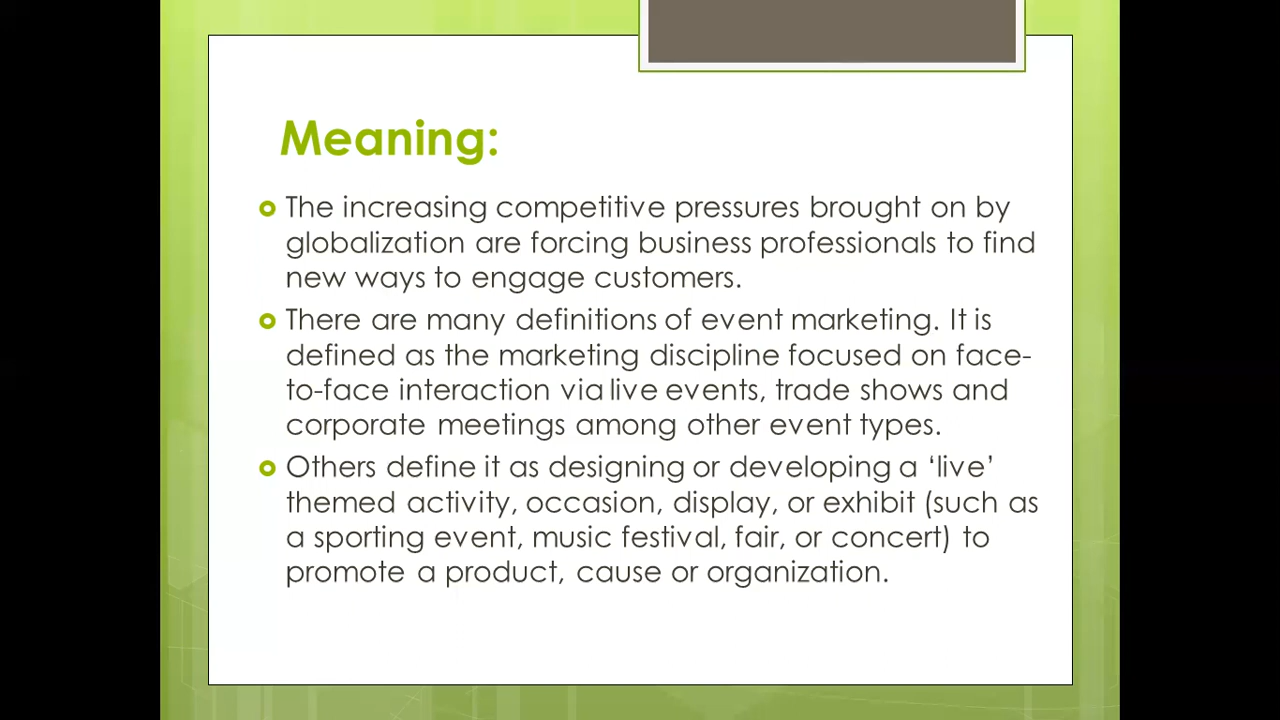 Meaning:
The increasing competitive pressures brought on by
globalization are forcing business professionals to find
new ways to engage customers.
There are many definitions of event marketing. It is
defined as the marketing discipline focused on face-
to-face interaction via live events, trade shows and
corporate meetings among other event types.
Others define it as designing or developing a ‘live’
themed activity, occasion, display, or exhibit (such as
a sporting event, music festival, fair, or concert) to
promote a product, cause or organization.